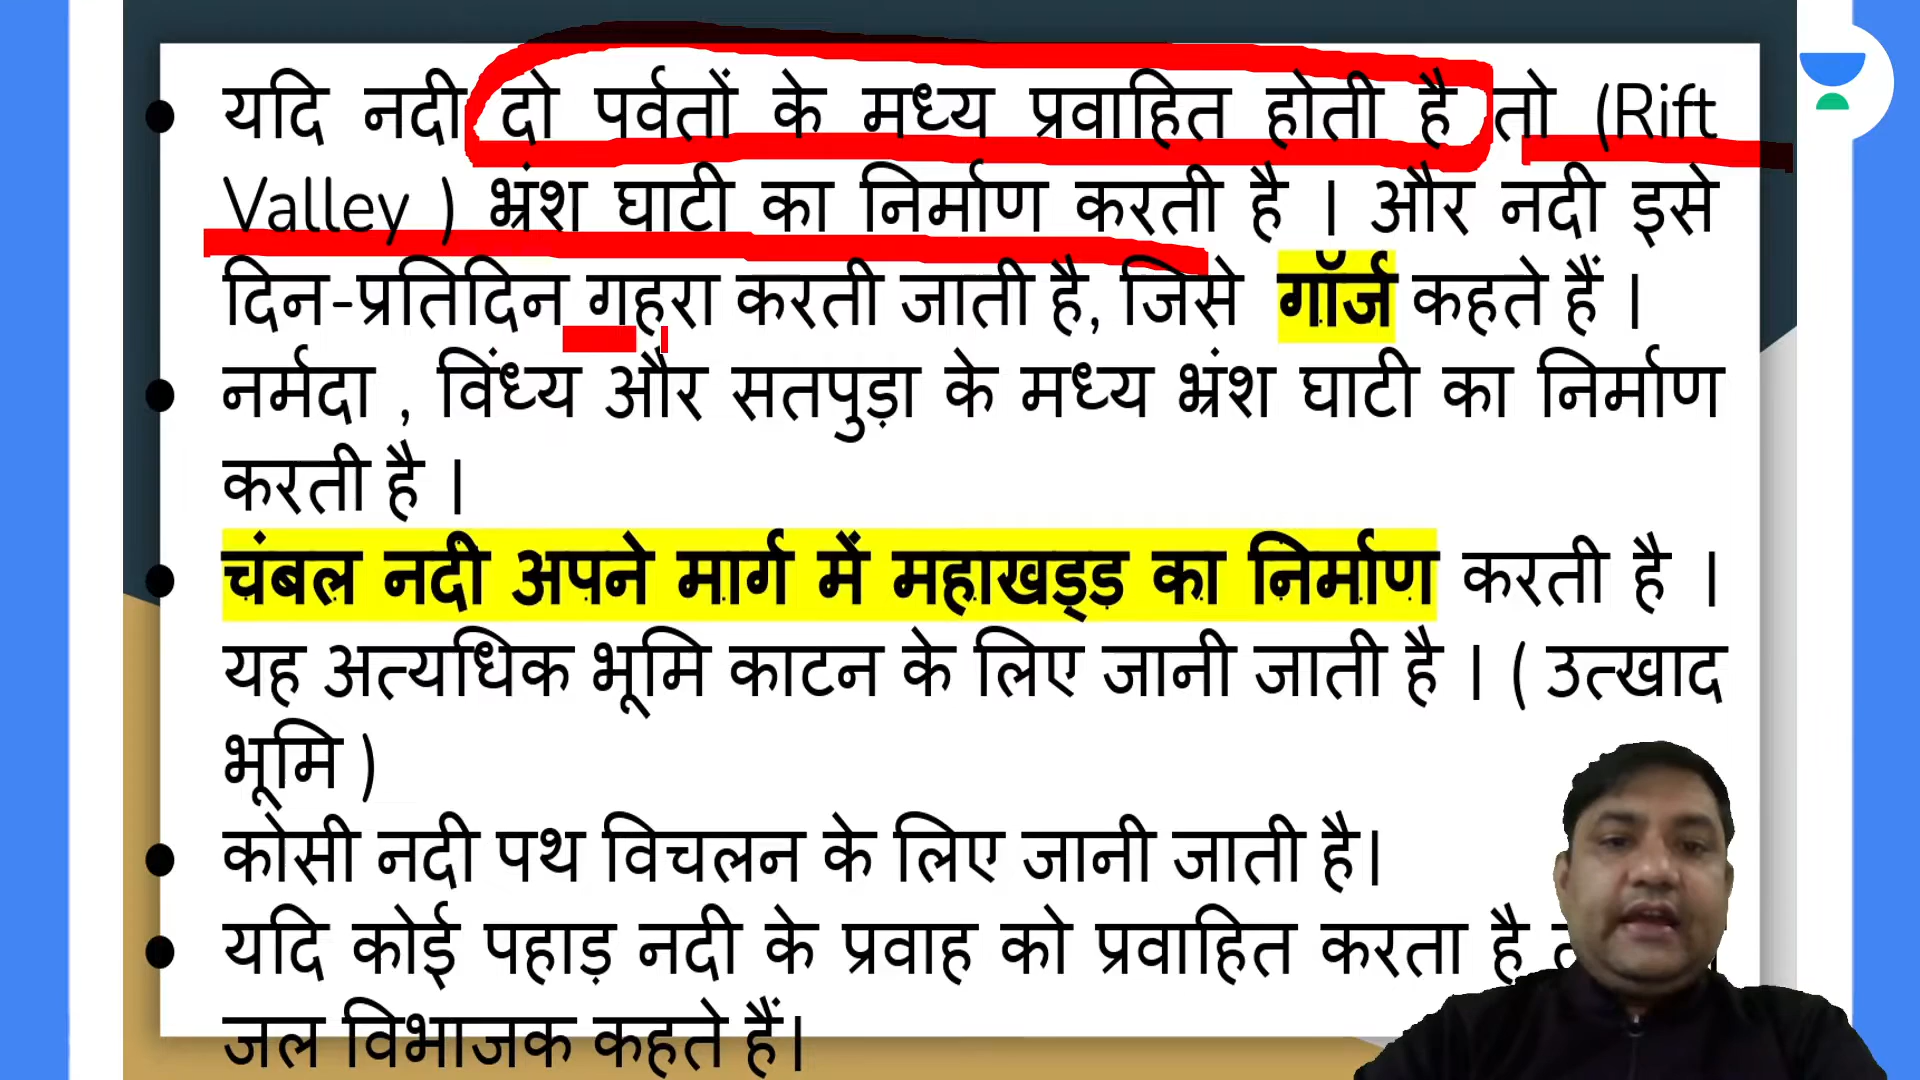 यदि नदी दो पर्वतों के मध्य प्रवाहित होती है तो (Rift
Valley ) भ्रंश घाटी का निर्माण करती है । और नदी इसे
दिन-प्रतिदिन गहरा करती जाती है, जिसे गॉर्ज कहते हैं ।
नर्मदा , विंध्य और सतपुड़ा के मध्य भ्रंश घाटी का निर्माण
करती है ।
चंबल नदी अपने मार्ग में महाखड्ड का निर्माण करती है ।
यह अत्यधिक भूमि काटन के लिए जानी जाती है । ( उत्खाद
भूमि )
कोसी नदी पथ विचलन के लिए जानी जाती है।
यदि कोई पहाड़ नदी के प्रवाह को प्रवाहित करता है
जल विभाजक कहते हैं।